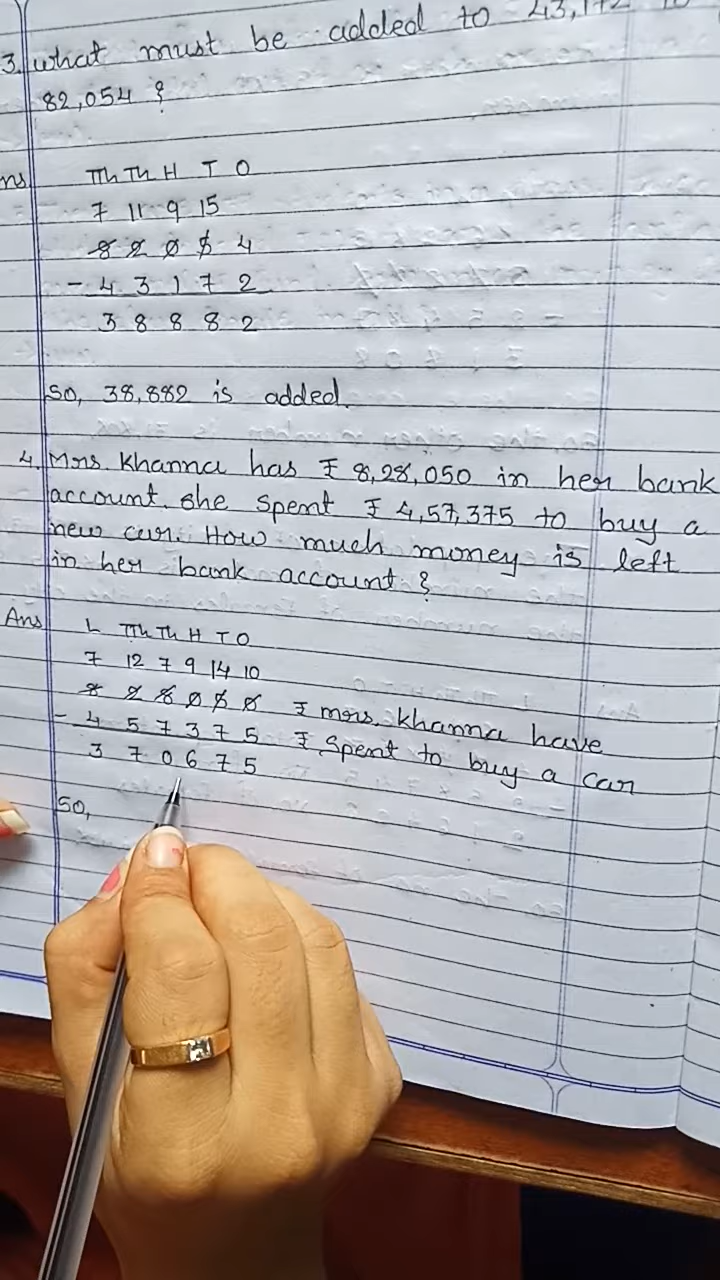 3. what must be added to 43,172 to
82,054 ?
Ans TTh Th H T O
7 11 9 15
8 2 0 5 4
- 4 3 1 7 2
3 8 8 8 2
So, 38,882 is added.
4. Mrs. Khanna has ₹ 8,28,050 in her bank
account. she spent ₹ 4,57,375 to buy a
new car. How much money is left
in her bank account ?
Ans L TTh Th H T O
7 12 7 9 14 10
8 2 8 0 5 0 ₹ mrs. Khanna have
- 4 5 7 3 7 5 ₹ Spent to buy a car
3 7 0 6 7 5
So,